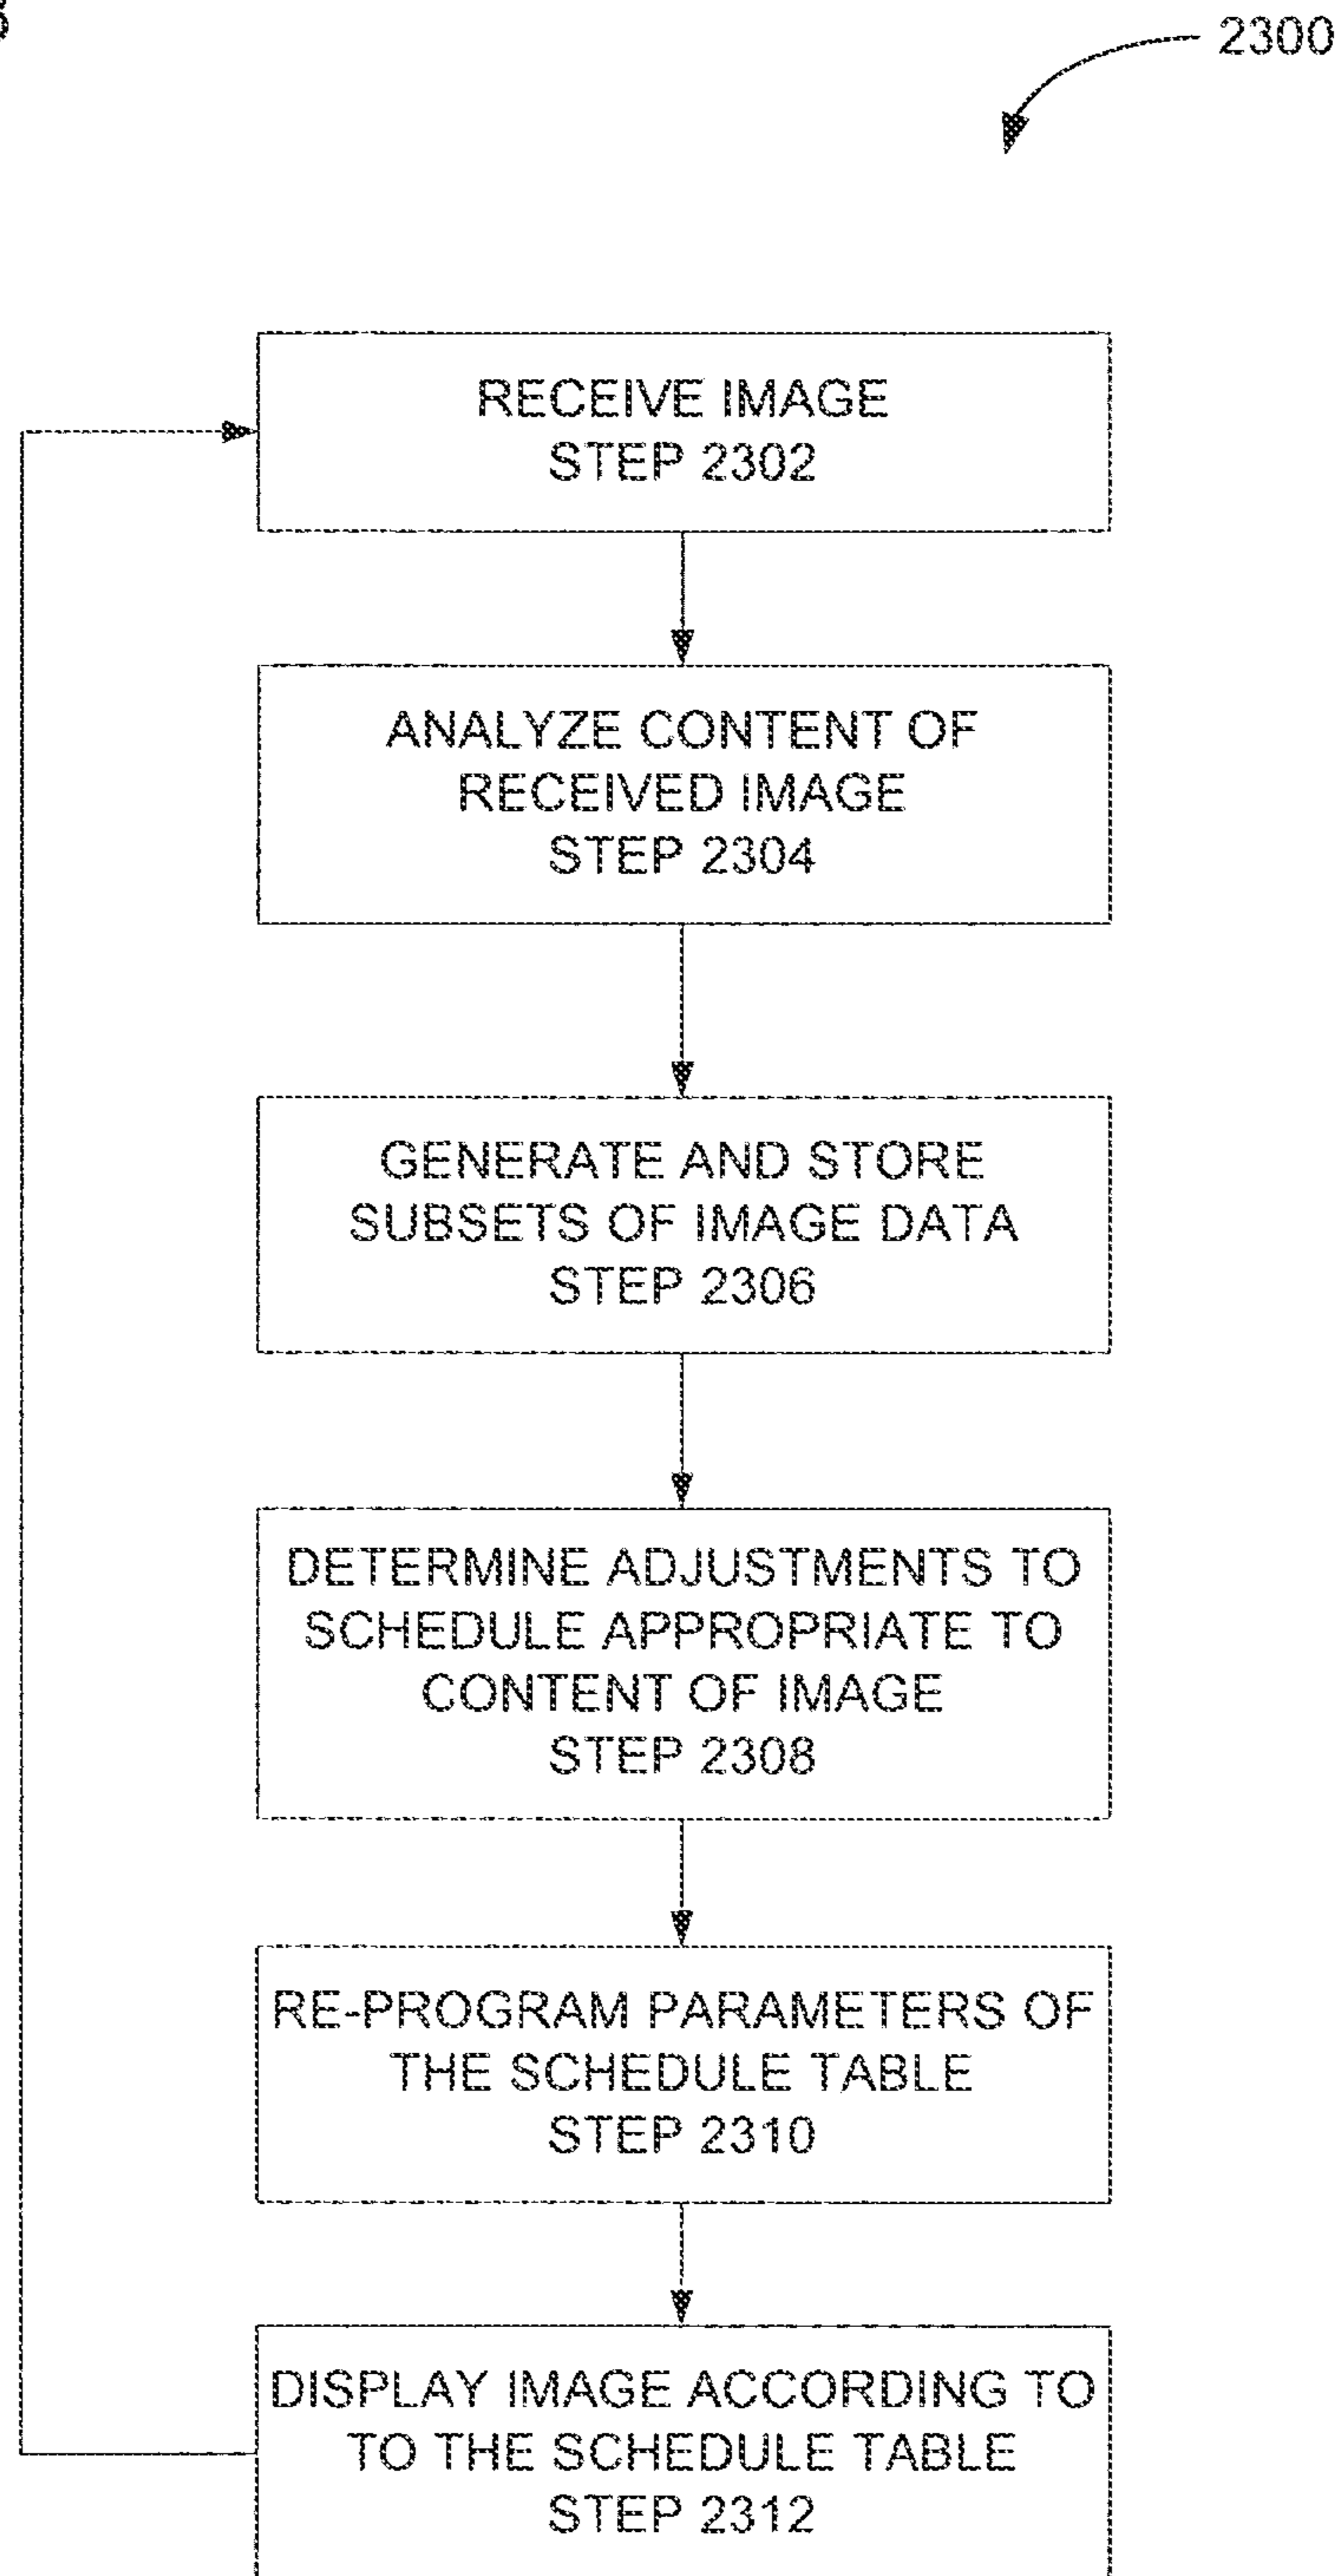 2300
RECEIVE IMAGE
STEP 2302
ANALYZE CONTENT OF
RECEIVED IMAGE
STEP 2304
GENERATE AND STORE
SUBSETS OF IMAGE DATA
STEP 2306
DETERMINE ADJUSTMENTS TO
SCHEDULE APPROPRIATE TO
CONTENT OF IMAGE
STEP 2308
RE-PROGRAM PARAMETERS OF
THE SCHEDULE TABLE
STEP 2310
DISPLAY IMAGE ACCORDING TO
TO THE SCHEDULE TABLE
STEP 2312